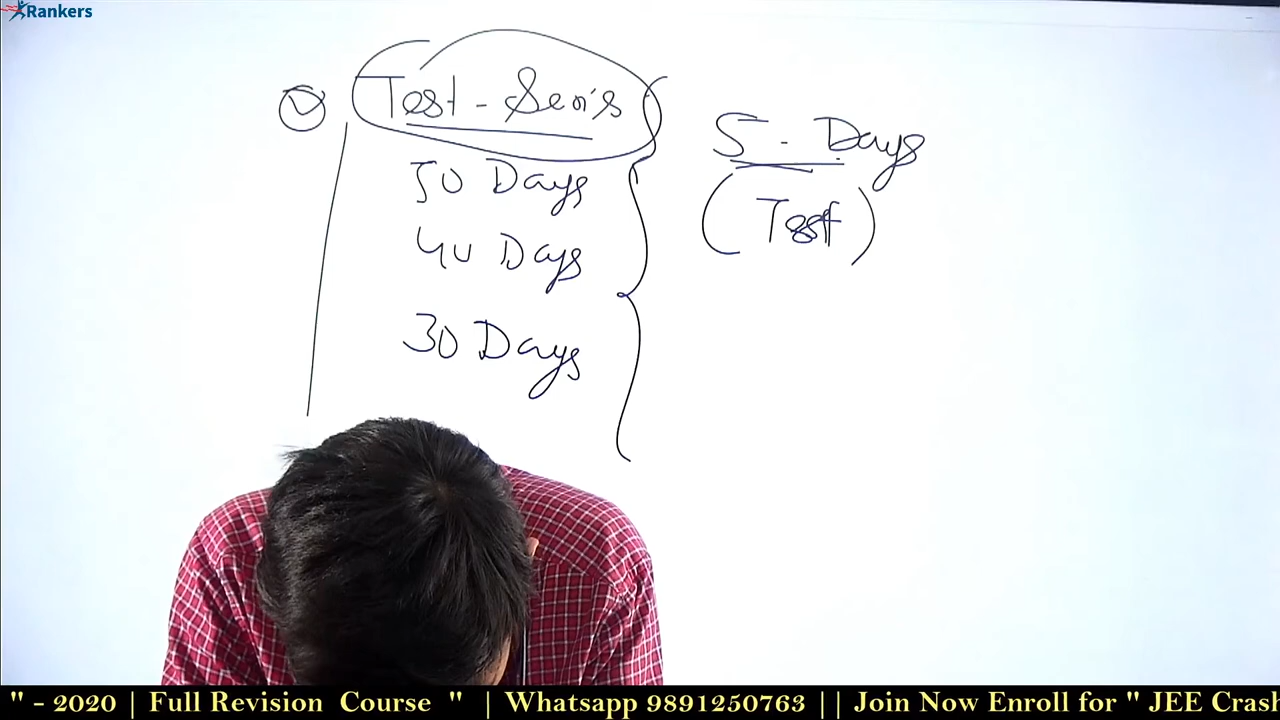 Rankers
Test - Seris
50 Days
40 Days
30 Days
5 - Days
(Test)
" - 2020 | Full Revision Course " | Whatsapp 9891250763 || Join Now Enroll for " JEE Crash